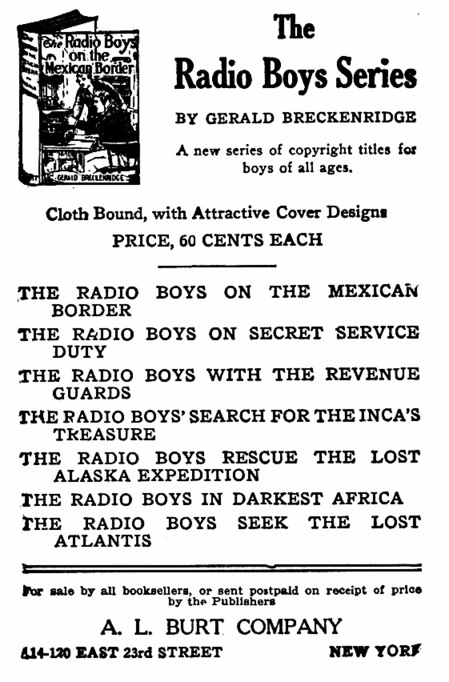 The Radio Boys
on the
Mexican Border
GERALD BRECKENRIDGE
The
Radio Boys Series
BY GERALD BRECKENRIDGE
A new series of copyright titles for
boys of all ages.
Cloth Bound, with Attractive Cover Designs
PRICE, 60 CENTS EACH
THE RADIO BOYS ON THE MEXICAN
BORDER
THE RADIO BOYS ON SECRET SERVICE
DUTY
THE RADIO BOYS WITH THE REVENUE
GUARDS
THE RADIO BOYS' SEARCH FOR THE INCA'S
TREASURE
THE RADIO BOYS RESCUE THE LOST
ALASKA EXPEDITION
THE RADIO BOYS IN DARKEST AFRICA
THE RADIO BOYS SEEK THE LOST
ATLANTIS
For sale by all booksellers, or sent postpaid on receipt of price
by the Publishers
A. L. BURT COMPANY
114-120 EAST 23rd STREET NEW YORK